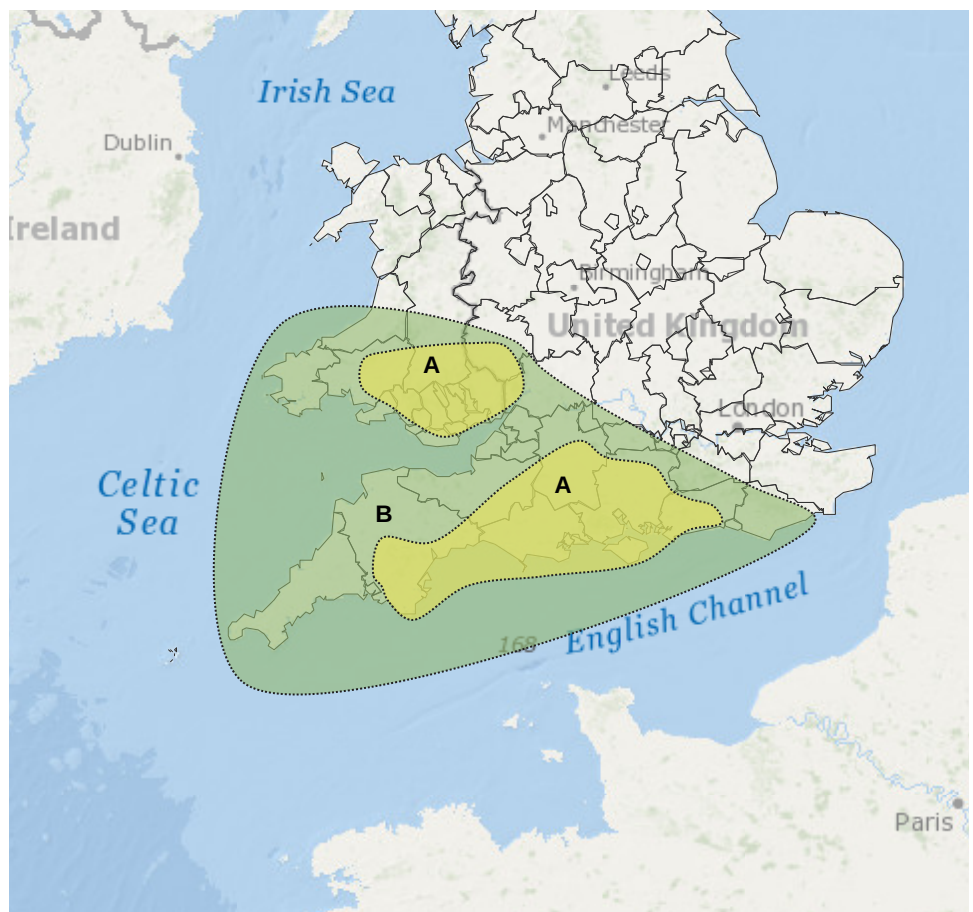 Leeds
Irish Sea
Manchester
Dublin
Ireland
Birmingham
United Kingdom
A
London
Celtic
Sea
A
B
168
English Channel
Paris